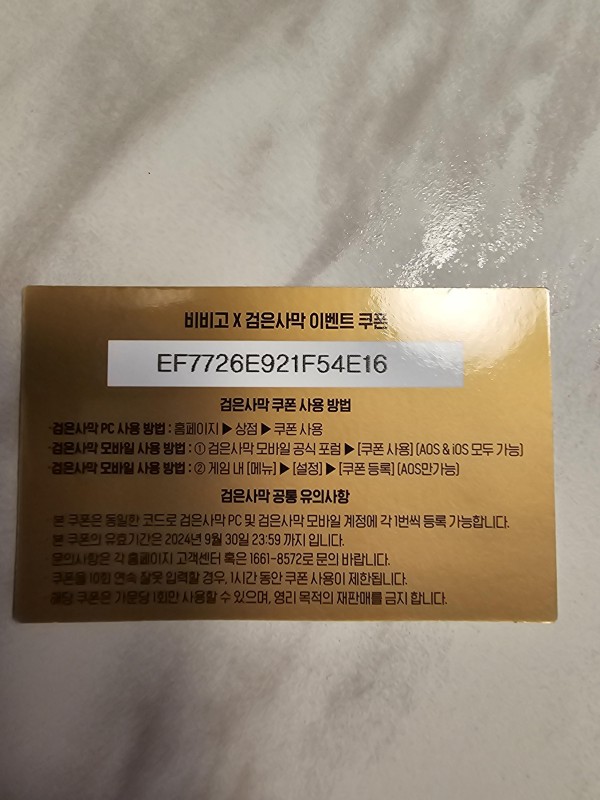 비비고 X 검은사막 이벤트 쿠폰
EF7726E921F54E16
검은사막 쿠폰 사용 방법
· 검은사막 PC 사용 방법 : 홈페이지 ▶ 상점 ▶ 쿠폰 사용
· 검은사막 모바일 사용 방법 : ① 검은사막 모바일 공식 포럼 ▶ [쿠폰 사용] (AOS & iOS 모두 가능)
· 검은사막 모바일 사용 방법 : ② 게임 내 [메뉴] ▶ [설정] ▶ [쿠폰 등록] (AOS만가능)
검은사막 공통 유의사항
· 본 쿠폰은 동일한 코드로 검은사막 PC 및 검은사막 모바일 계정에 각 1번씩 등록 가능합니다.
· 본 쿠폰의 유효기간은 2024년 9월 30일 23:59 까지 입니다.
· 문의사항은 각 홈페이지 고객센터 혹은 1661-8572로 문의 바랍니다.
· 쿠폰을 10회 연속 잘못 입력할 경우, 1시간 동안 쿠폰 사용이 제한됩니다.
· 해당 쿠폰은 가문당 1회만 사용할 수 있으며, 영리 목적의 재판매를 금지 합니다.